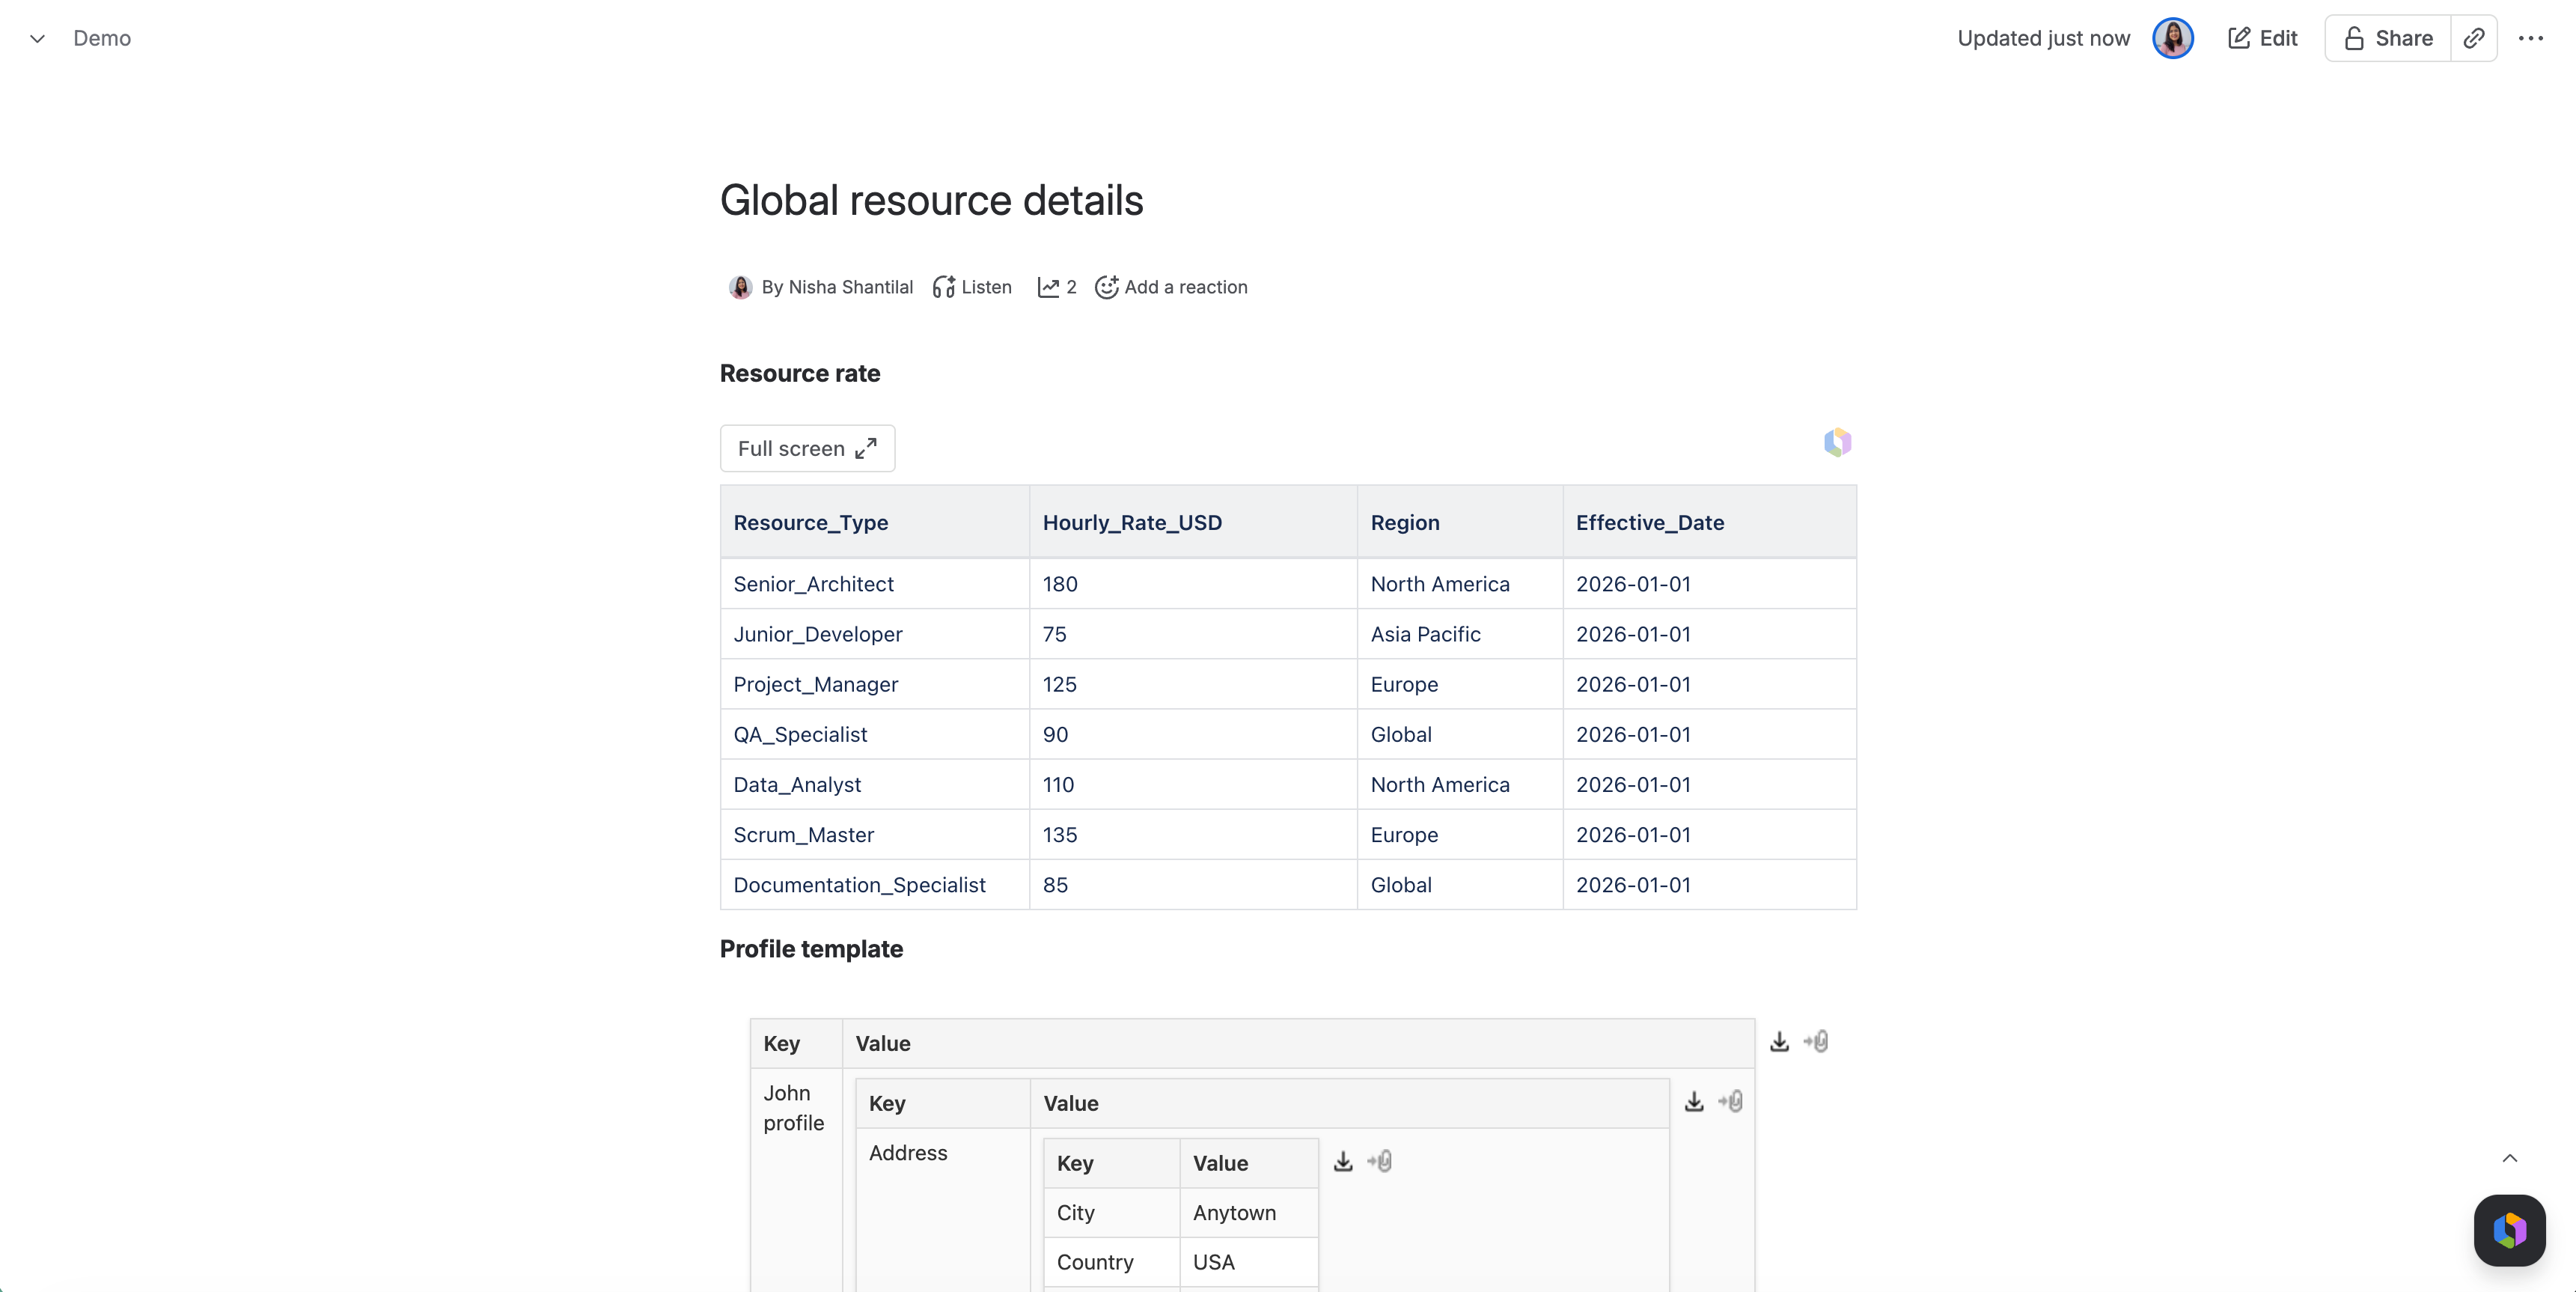 Demo
Updated just now Edit Share
Global resource details
By Nisha Shantilal Listen 2 Add a reaction
Resource rate
Full screen
Resource_Type Hourly_Rate_USD Region Effective_Date
Senior_Architect 180 North America 2026-01-01
Junior_Developer 75 Asia Pacific 2026-01-01
Project_Manager 125 Europe 2026-01-01
QA_Specialist 90 Global 2026-01-01
Data_Analyst 110 North America 2026-01-01
Scrum_Master 135 Europe 2026-01-01
Documentation_Specialist 85 Global 2026-01-01
Profile template
Key Value
John
profile
Key Value
Address
Key Value
City Anytown
Country USA